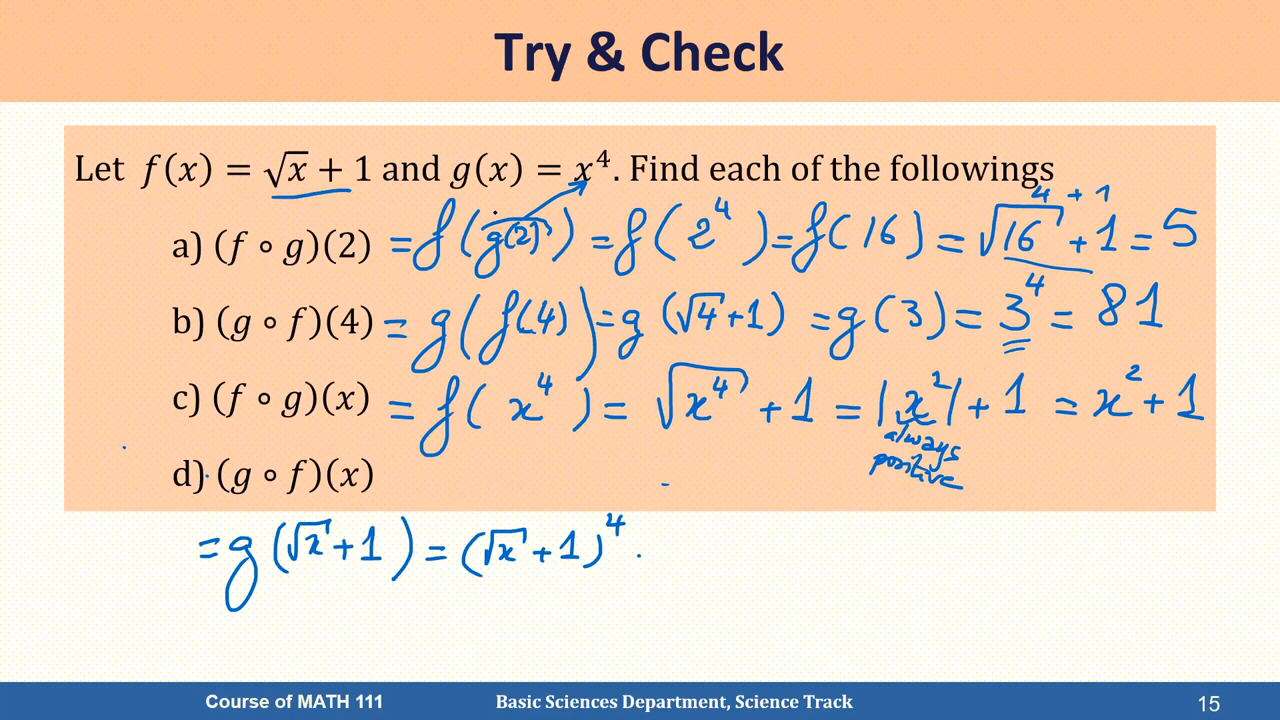 Try & Check
Let f(x) = √x + 1 and g(x) = x⁴. Find each of the followings
4 + 1
a) (f ∘ g)(2) = f(g(2)) = f(2⁴) = f(16) = √16 + 1 = 5
b) (g ∘ f)(4) = g(f(4)) = g(√4 + 1) = g(3) = 3⁴ = 81
c) (f ∘ g)(x) = f(x⁴) = √x⁴ + 1 = |x²| + 1 = x² + 1
always
positive
d) (g ∘ f)(x)
= g(√x + 1) = (√x + 1)⁴.
Course of MATH 111 Basic Sciences Department, Science Track 15